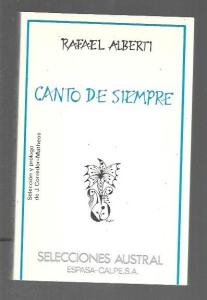 RAFAEL ALBERTI
CANTO DE SIEMPRE
Selección y prólogo
de J. Corredor-Matheos
SELECCIONES AUSTRAL
ESPASA-CALPE, S.A.